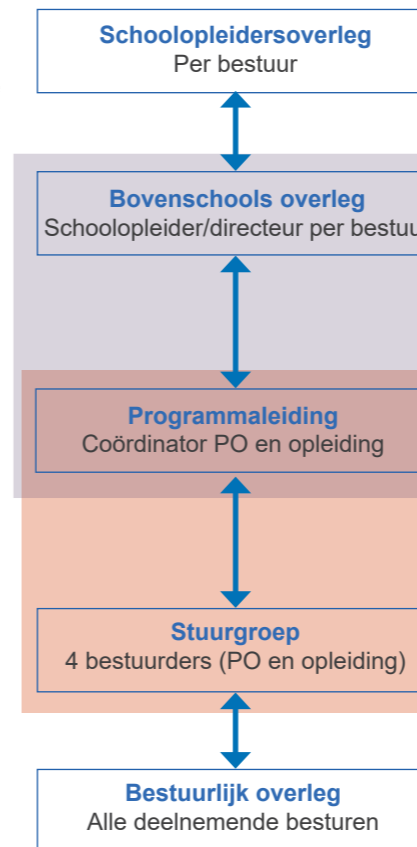 Schoolopleidersoverleg
Per bestuur
Bovenschools overleg
Schoolopleider/directeur per bestuu
Programmaleiding
Coördinator PO en opleiding
Stuurgroep
4 bestuurders (PO en opleiding)
Bestuurlijk overleg
Alle deelnemende besturen